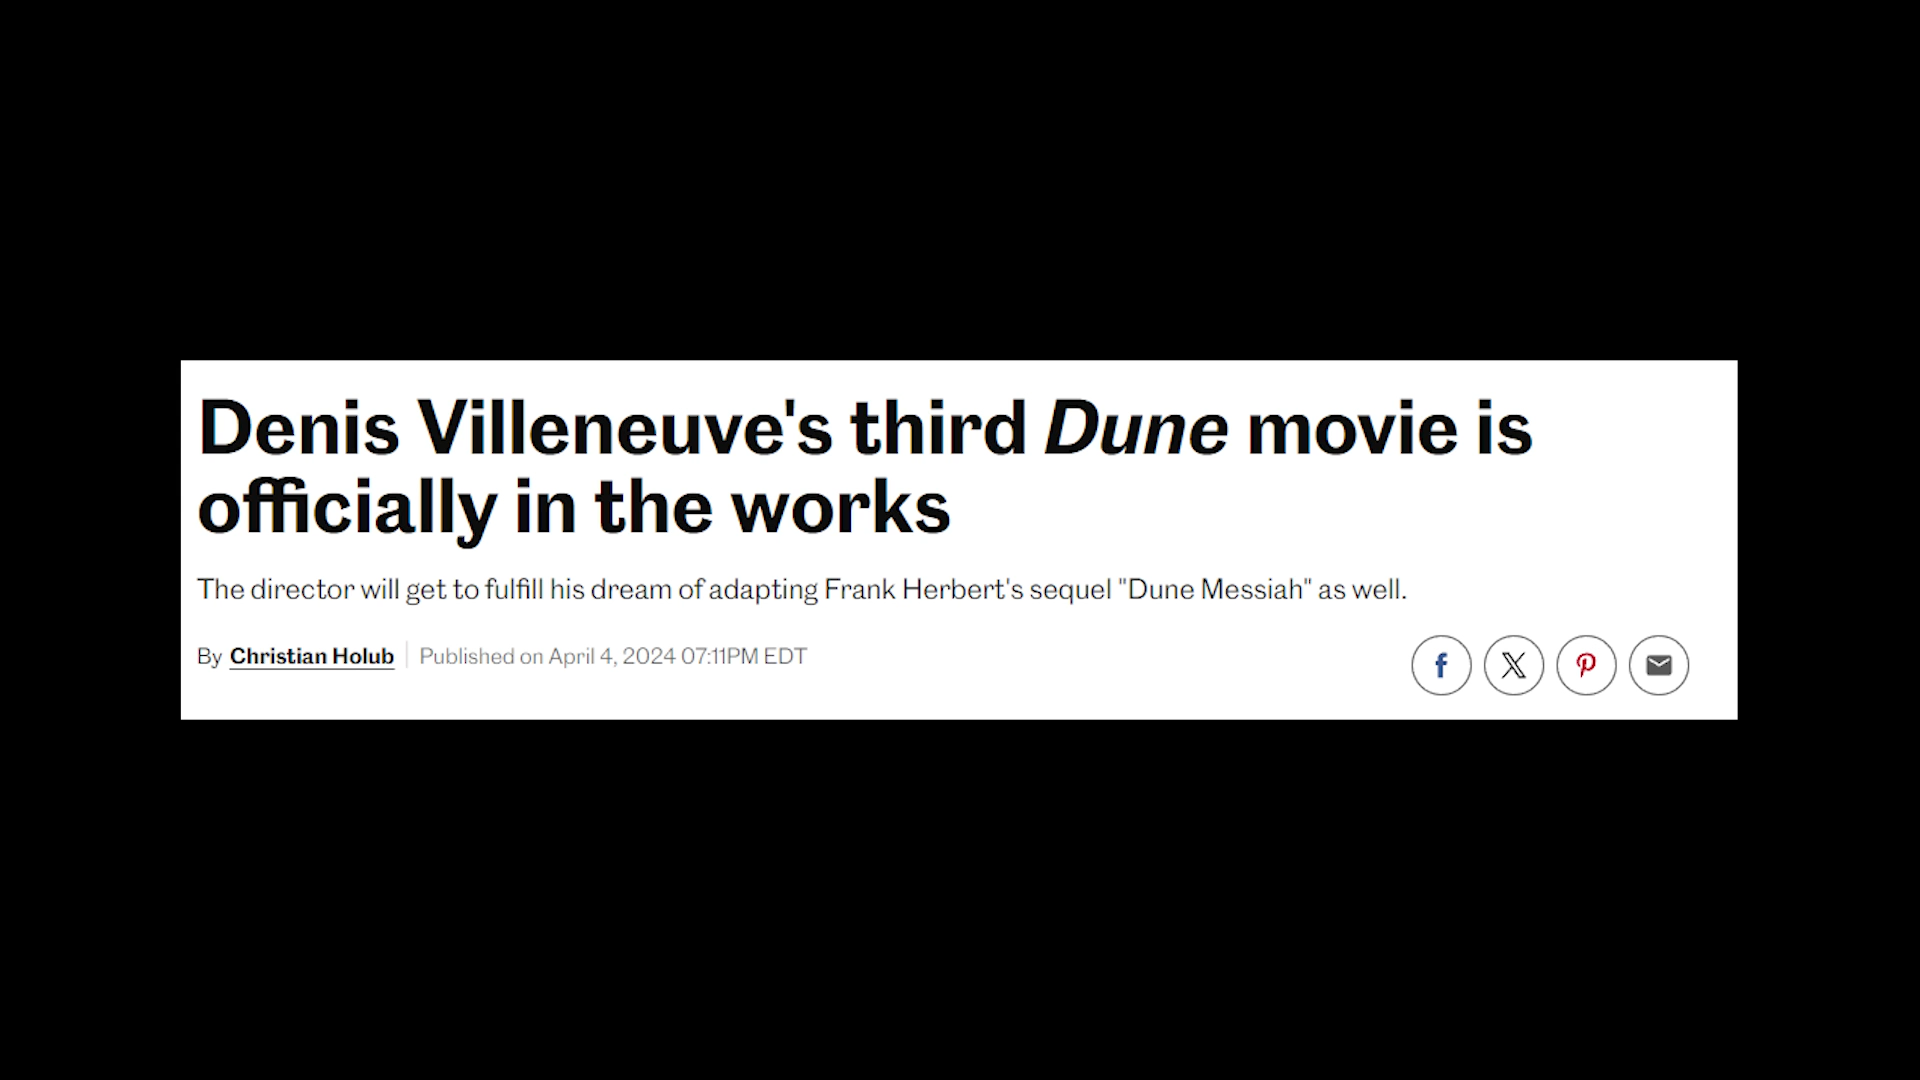 Denis Villeneuve's third Dune movie is
officially in the works
The director will get to fulfill his dream of adapting Frank Herbert's sequel "Dune Messiah" as well.
By Christian Holub Published on April 4, 2024 07:11PM EDT